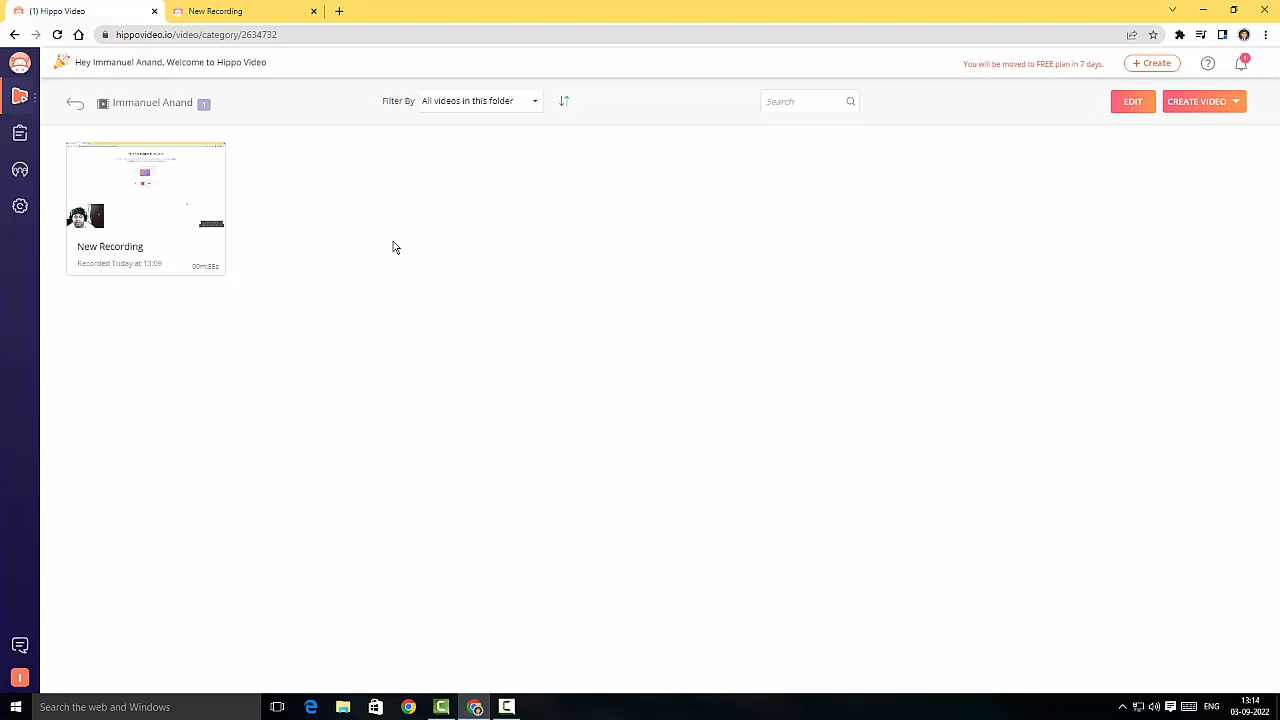 (1) Hippo Video
New Recording
hippovideo.io/video/category/2634732
Hey Immanuel Anand, Welcome to Hippo Video
You will be moved to FREE plan in 7 days.
+ Create
1
Immanuel Anand 1
Filter By All videos in this folder
Search
EDIT
CREATE VIDEO
New Recording
Recorded Today at 13:09
00m:55s
I
Search the web and Windows
ENG
13:14
03-09-2022